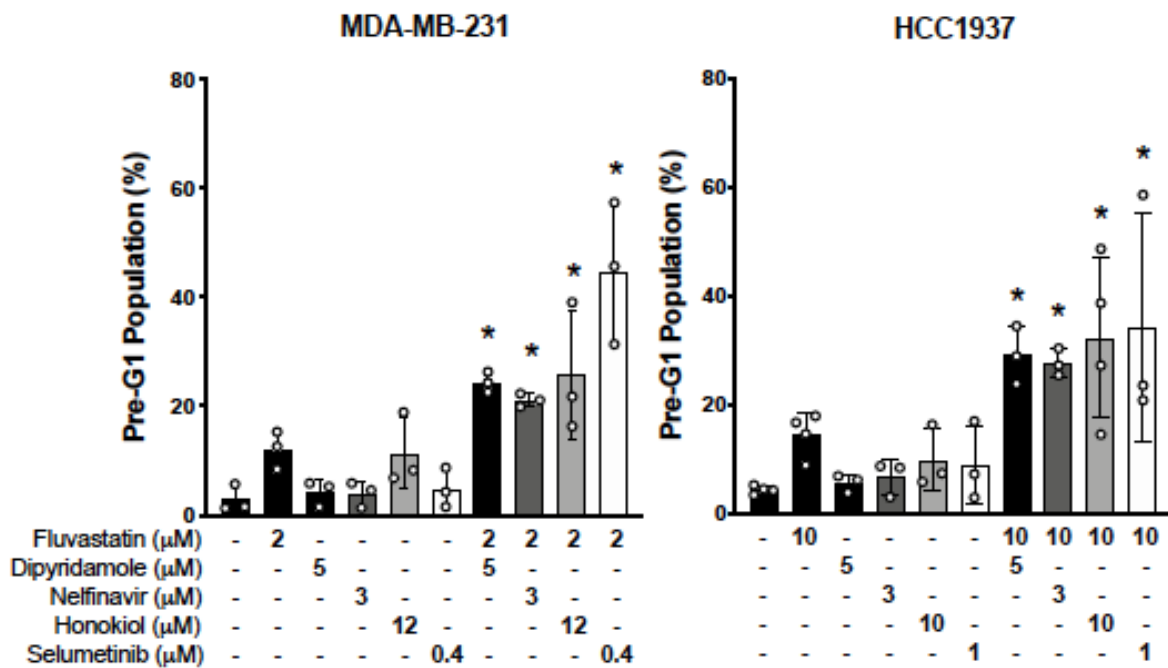 MDA-MB-231 HCC1937
80 80
60 60
40 40
20 20
0 0
Pre-G1 Population (%) Pre-G1 Population (%)
* * * * * * * *
Fluvastatin (μM) - 2 - - - - 2 2 2 2 - 10 - - - - 10 10 10 10
Dipyridamole (μM) - - 5 - - - 5 - - - - - 5 - - - 5 - - -
Nelfinavir (μM) - - - 3 - - - 3 - - - - - 3 - - - 3 - -
Honokiol (μM) - - - - 12 - - - 12 - - - - - 10 - - - 10 -
Selumetinib (μM) - - - - - 0.4 - - - 0.4 - - - - - 1 - - - 1